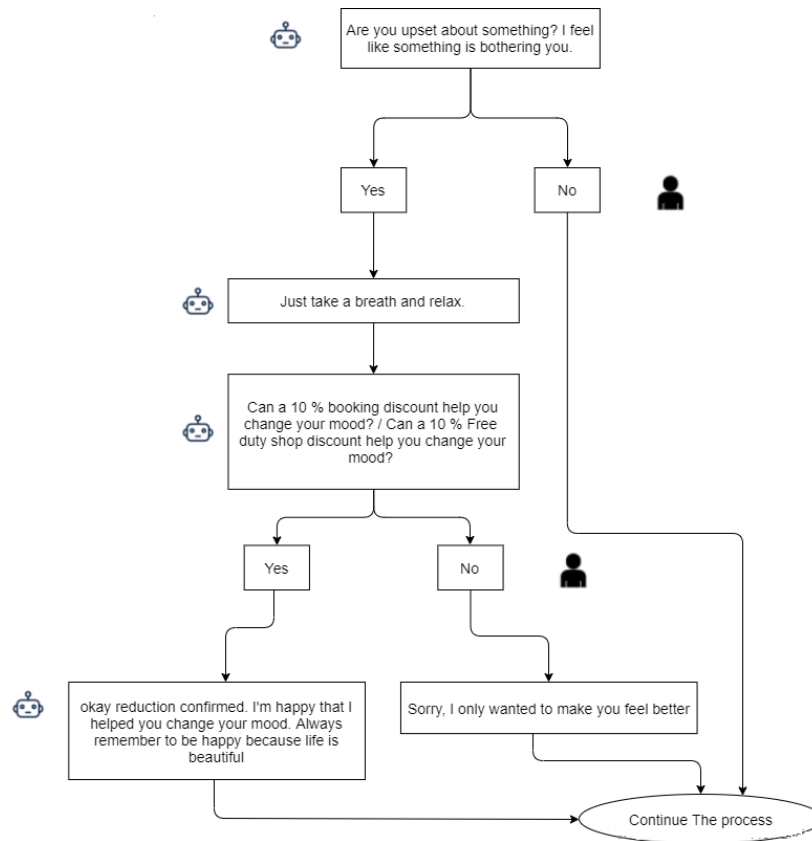 Are you upset about something? I feel
like something is bothering you.
Yes
No
Just take a breath and relax.
Can a 10 % booking discount help you
change your mood? / Can a 10 % Free
duty shop discount help you change your
mood?
Yes
No
okay reduction confirmed. I'm happy that I
helped you change your mood. Always
remember to be happy because life is
beautiful
Sorry, I only wanted to make you feel better
Continue The process